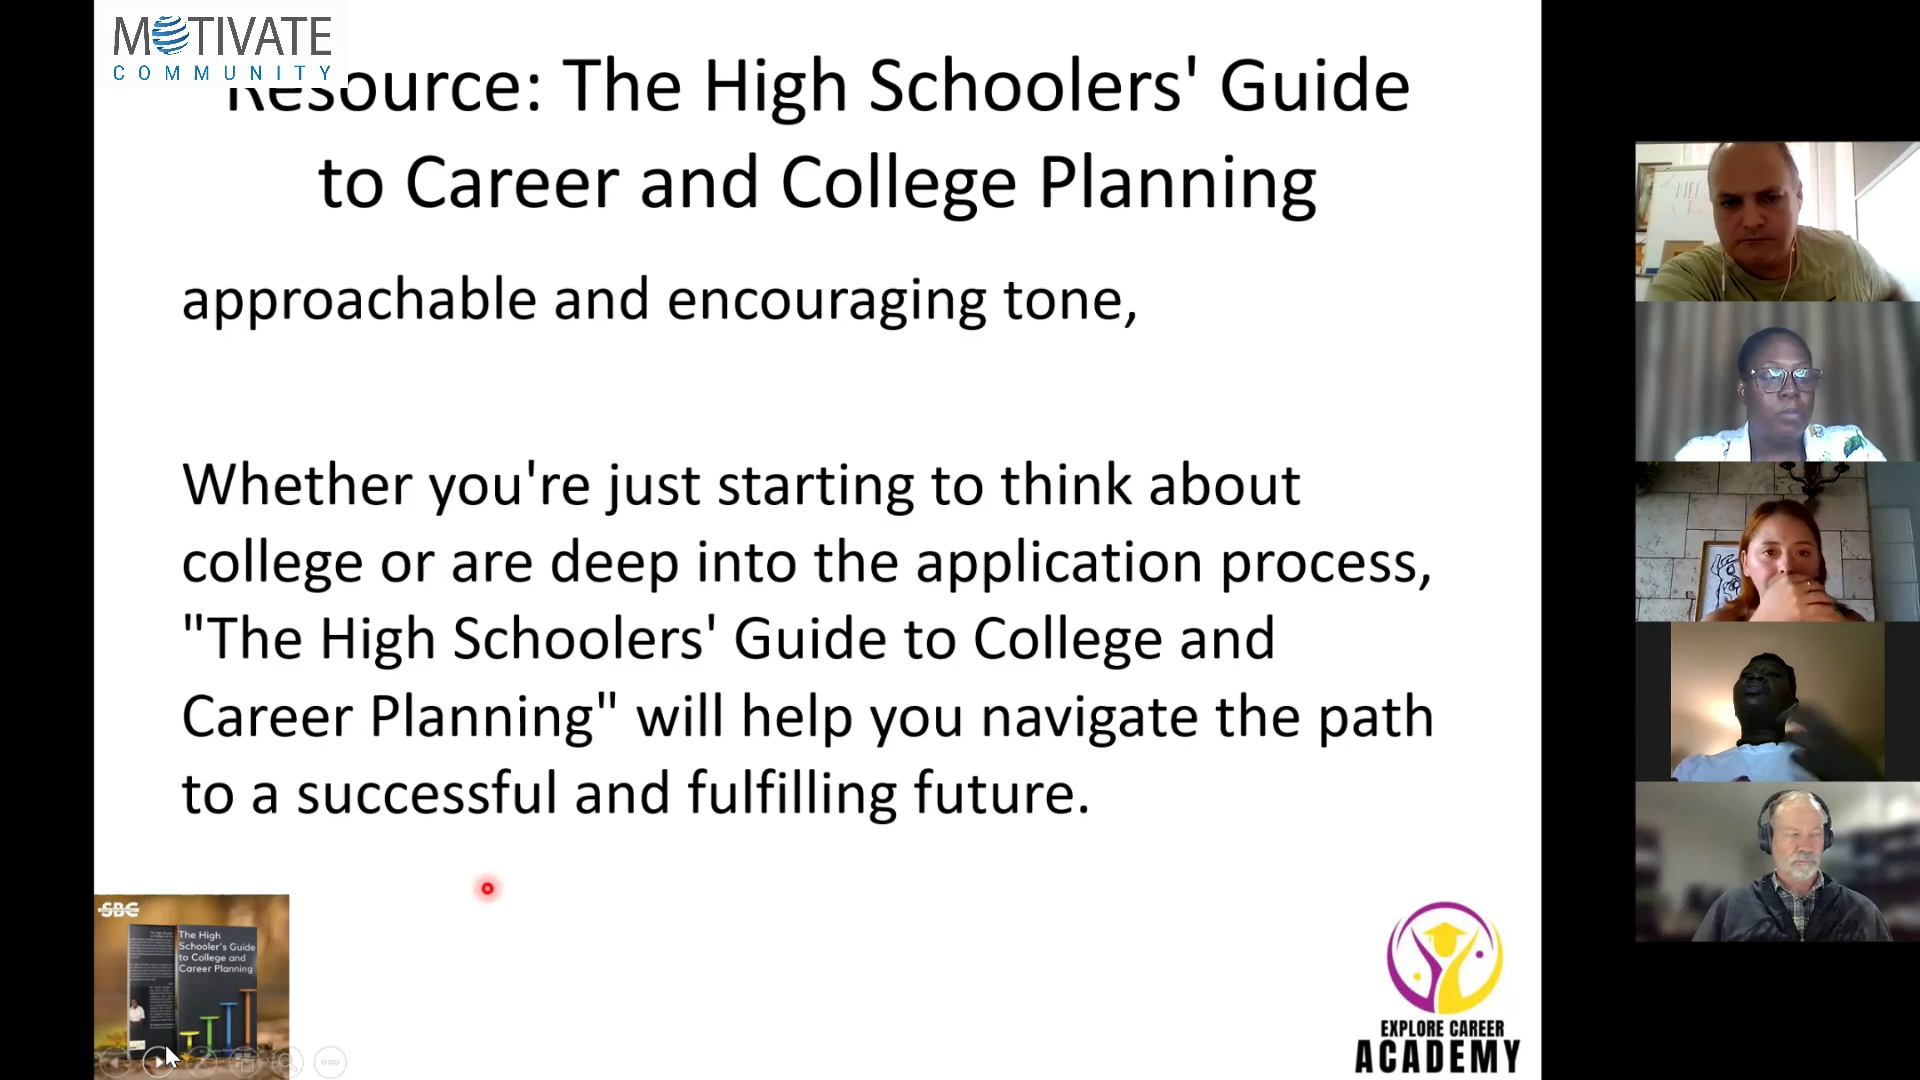 MOTIVATE
COMMUNITY
Resource: The High Schoolers' Guide
to Career and College Planning
approachable and encouraging tone,
Whether you're just starting to think about
college or are deep into the application process,
"The High Schoolers' Guide to College and
Career Planning" will help you navigate the path
to a successful and fulfilling future.
SBC
The High
Schooler's Guide
to College and
Career Planning
EXPLORE CAREER
ACADEMY